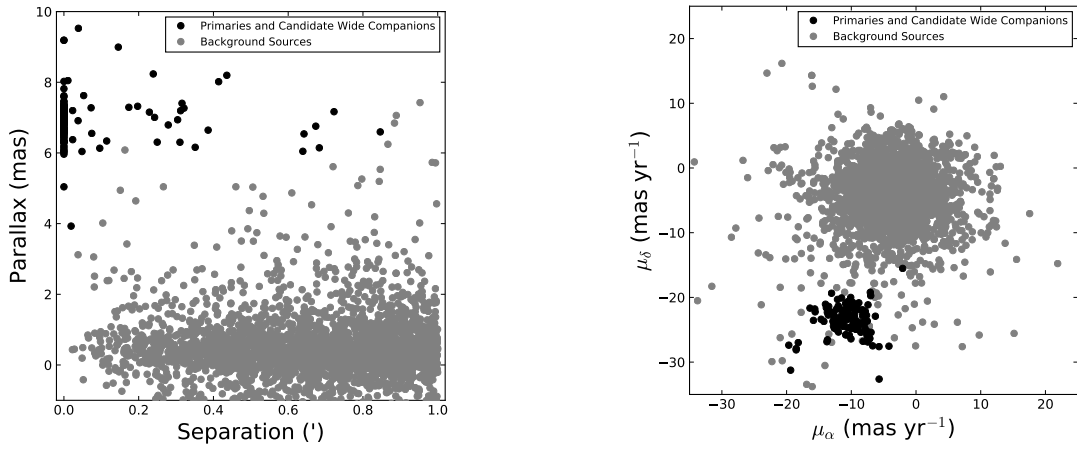 Primaries and Candidate Wide Companions
Background Sources
Parallax (mas)
10
8
6
4
2
0
0.0 0.2 0.4 0.6 0.8 1.0
Separation (')
Primaries and Candidate Wide Companions
Background Sources
μδ (mas yr⁻¹)
20
10
0
−10
−20
−30
−30 −20 −10 0 10 20
μα (mas yr⁻¹)